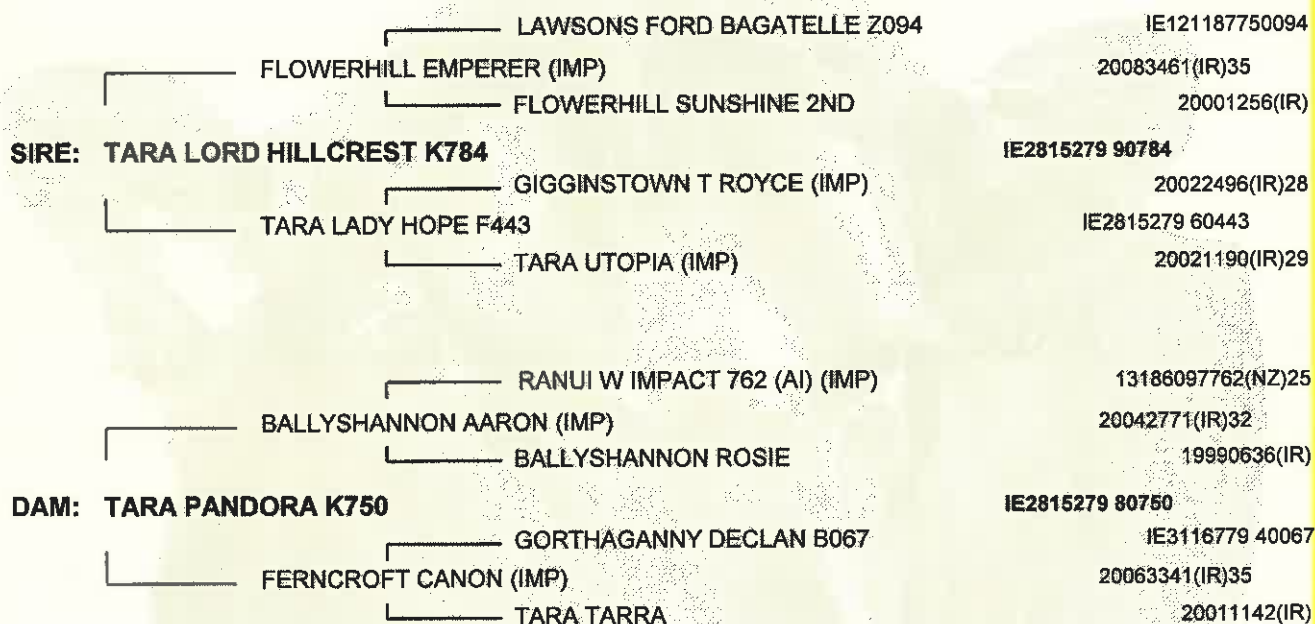 LAWSONS FORD BAGATELLE Z094 IE121187750094
FLOWERHILL EMPERER (IMP) 20083461(IR)35
FLOWERHILL SUNSHINE 2ND 20001256(IR)
SIRE: TARA LORD HILLCREST K784 IE2815279 90784
GIGGINSTOWN T ROYCE (IMP) 20022496(IR)28
TARA LADY HOPE F443 IE2815279 60443
TARA UTOPIA (IMP) 20021190(IR)29
RANUI W IMPACT 762 (AI) (IMP) 13186097762(NZ)25
BALLYSHANNON AARON (IMP) 20042771(IR)32
BALLYSHANNON ROSIE 19990636(IR)
DAM: TARA PANDORA K750 IE2815279 80750
GORTHAGANNY DECLAN B067 IE3116779 40067
FERNCROFT CANON (IMP) 20063341(IR)35
TARA TARRA 20011142(IR)